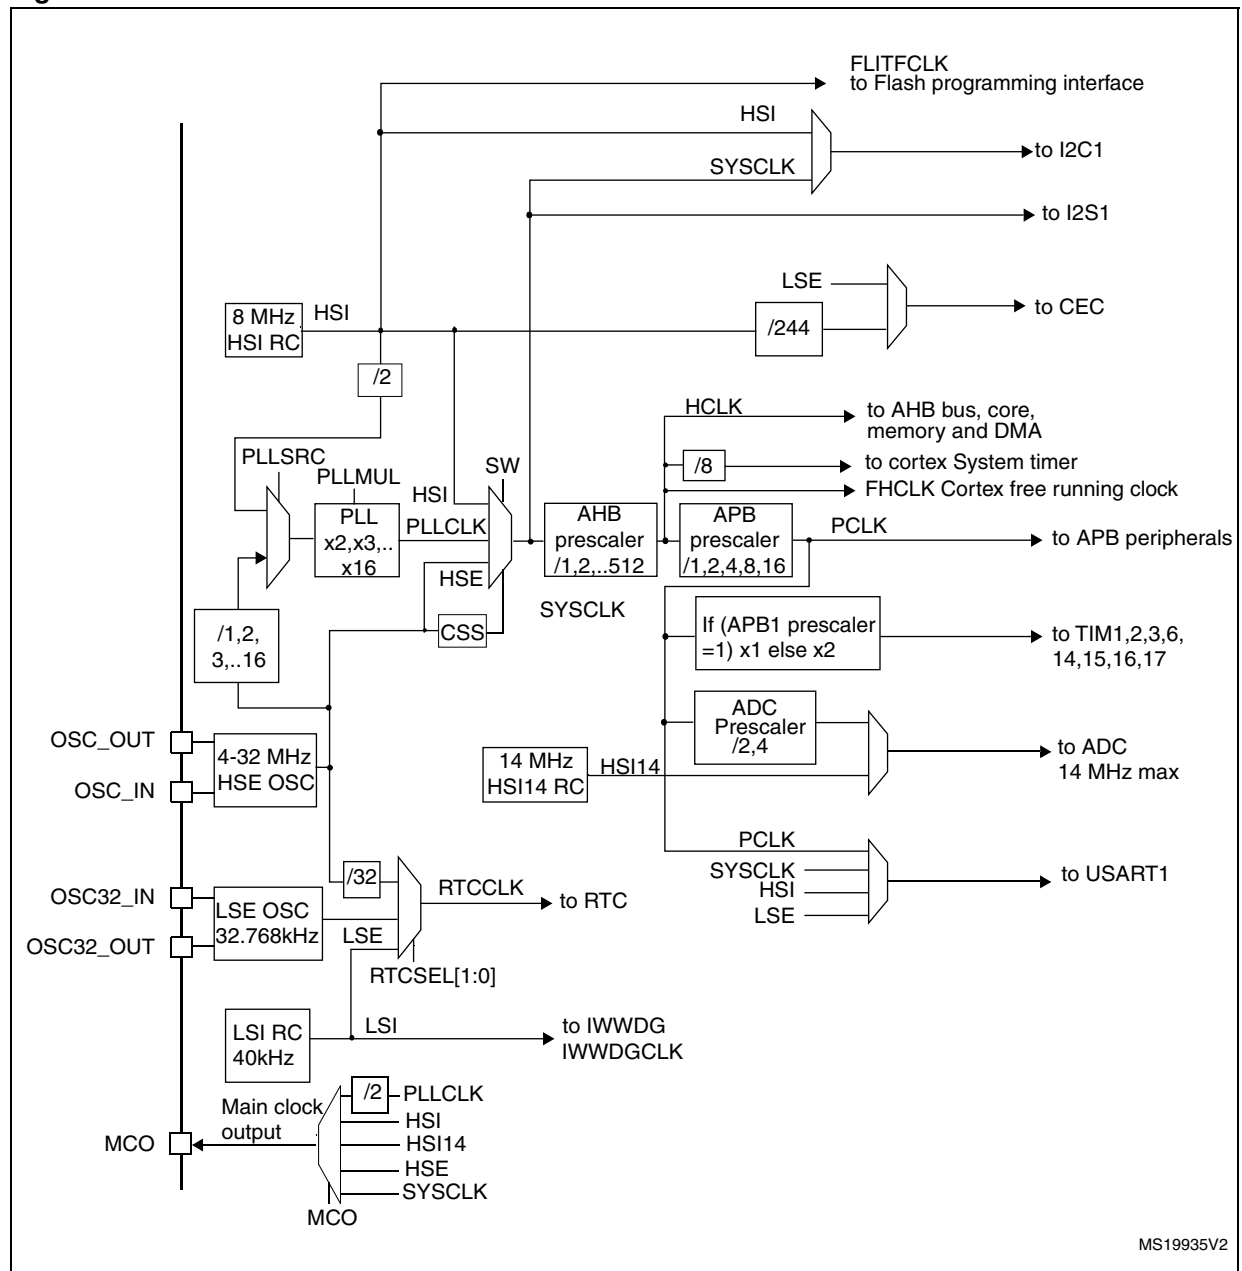 FLITFCLK
to Flash programming interface
HSI
to I2C1
SYSCLK
to I2S1
LSE
to CEC
8 MHz
HSI RC
HSI
/244
/2
HCLK
to AHB bus, core,
memory and DMA
/8
to cortex System timer
FHCLK Cortex free running clock
PLLSRC
PLLMUL
SW
HSI
PLL
x2,x3,..
x16
PLLCLK
HSE
AHB
prescaler
/1,2,..512
APB
prescaler
/1,2,4,8,16
PCLK
to APB peripherals
SYSCLK
CSS
/1,2,
3,..16
If (APB1 prescaler
=1) x1 else x2
to TIM1,2,3,6,
14,15,16,17
ADC
Prescaler
/2,4
OSC_OUT
OSC_IN
4-32 MHz
HSE OSC
14 MHz
HSI14 RC
HSI14
to ADC
14 MHz max
PCLK
SYSCLK
HSI
LSE
to USART1
/32
RTCCLK
to RTC
OSC32_IN
OSC32_OUT
LSE OSC
32.768kHz
LSE
RTCSEL[1:0]
LSI RC
40kHz
LSI
to IWWDG
IWWDGCLK
/2
PLLCLK
HSI
HSI14
HSE
SYSCLK
Main clock
output
MCO
MCO
MS19935V2